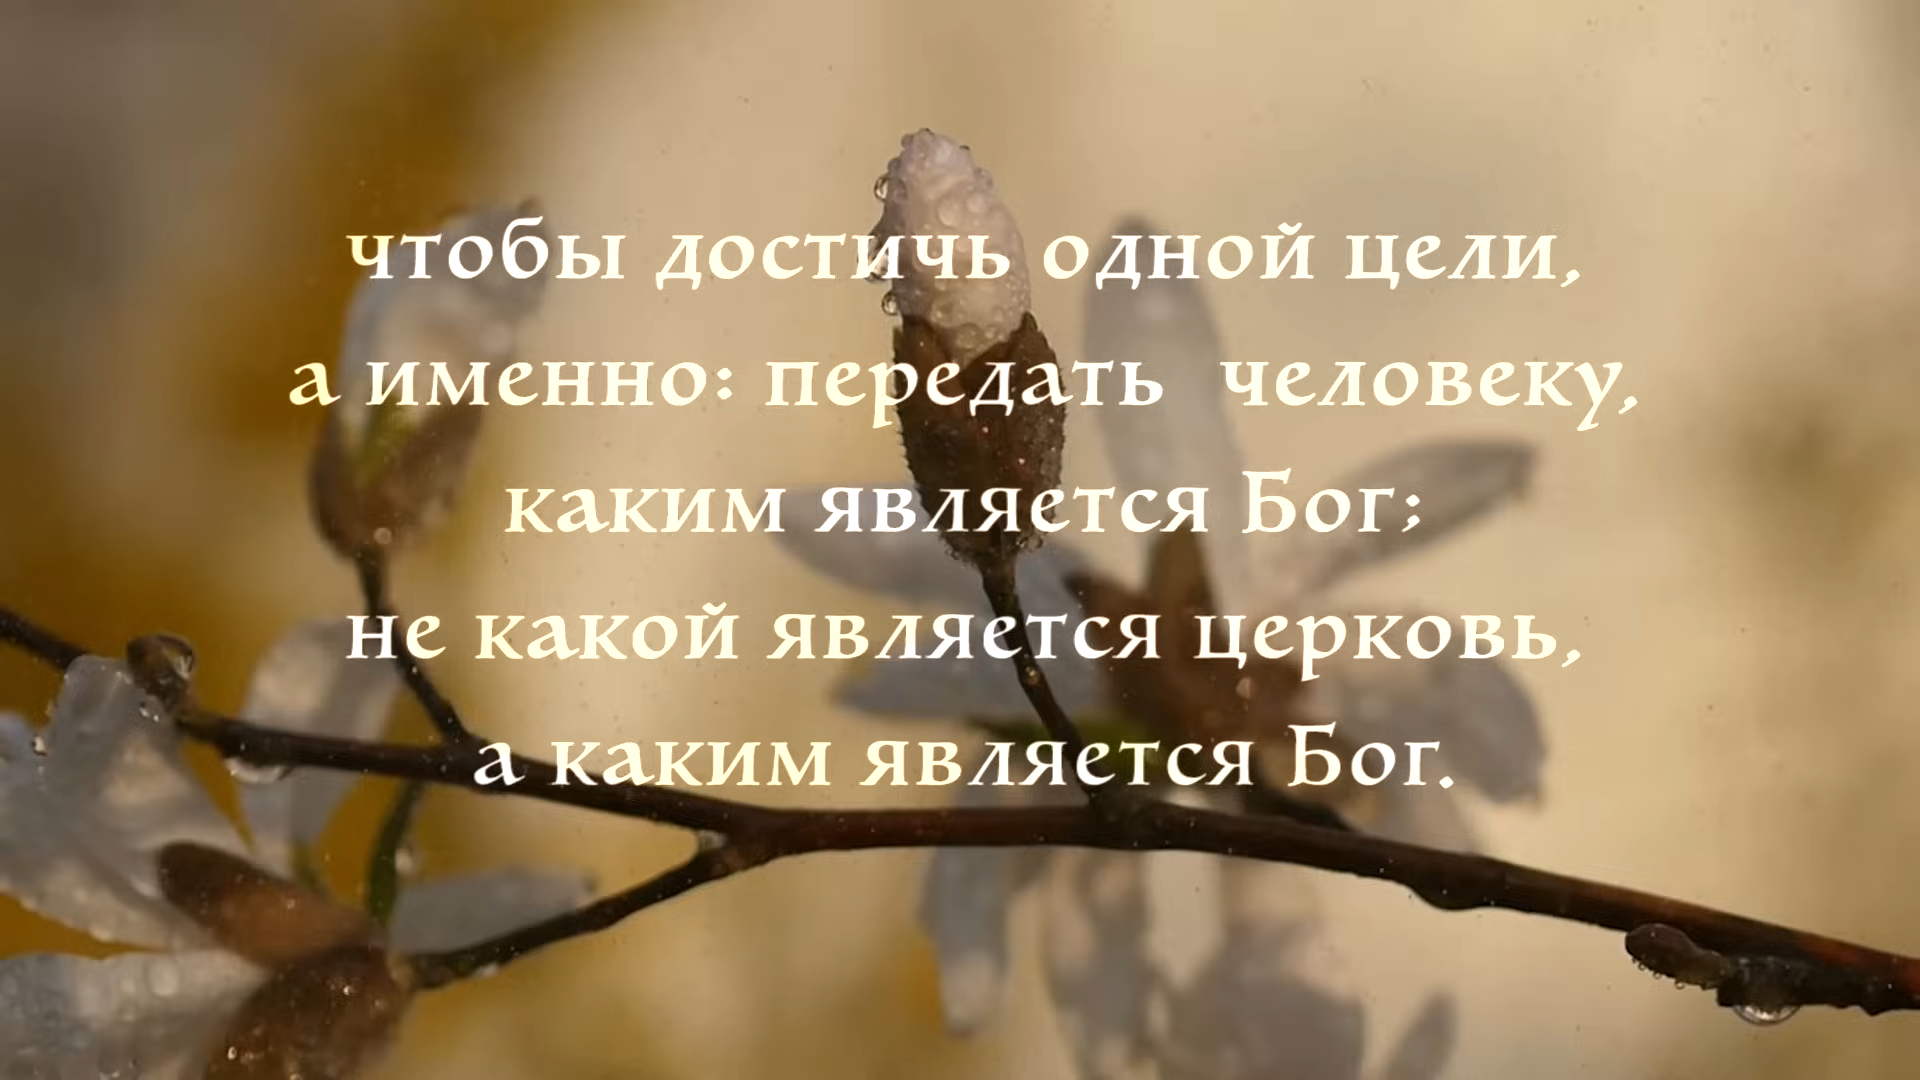 чтобы достичь одной цели,
а именно: передать человеку,
каким является Бог;
не какой является церковь,
а каким является Бог.